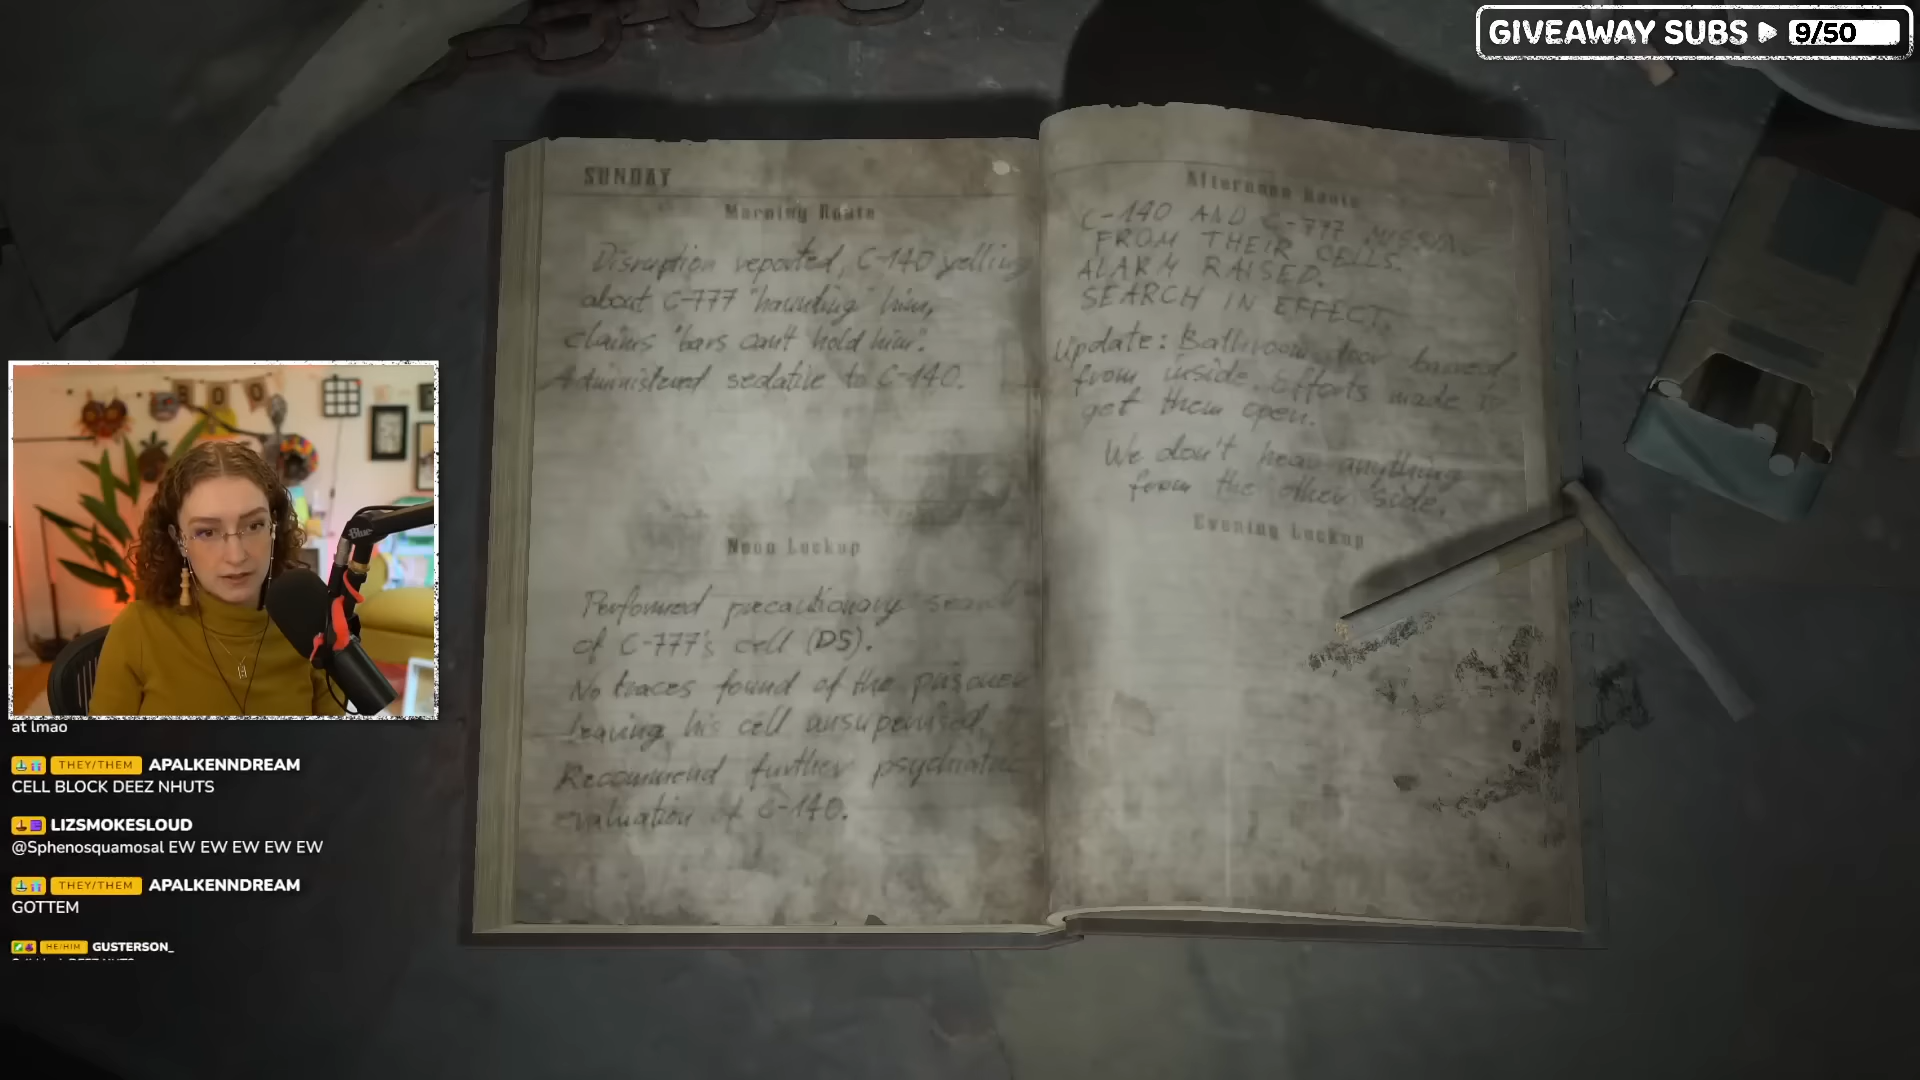 GIVEAWAY SUBS 9/50
SUNDAY
Morning Route
Disruption reported, C-140 yelling
about C-777 "haunting" him,
claims "bars can't hold him".
Administered sedative to C-140.
Noon Lockup
Performed precautionary search
of C-777's cell (D5).
No traces found of the prisoner
leaving his cell unsupervised.
Recommend further psychiatric
evaluation of C-140.
Afternoon Route
C-140 AND C-777 MISSING
FROM THEIR CELLS.
ALARM RAISED.
SEARCH IN EFFECT.
Update: Bathroom door barred
from inside. Efforts made to
get them open.
We don't hear anything
from the other side.
Evening Lockup
Blue
BOO
at lmao
THEY/THEM APALKENNDREAM
CELL BLOCK DEEZ NHUTS
LIZSMOKESLOUD
@Sphenosquamosal EW EW EW EW EW
THEY/THEM APALKENNDREAM
GOTTEM
HE/HIM GUSTERSON_